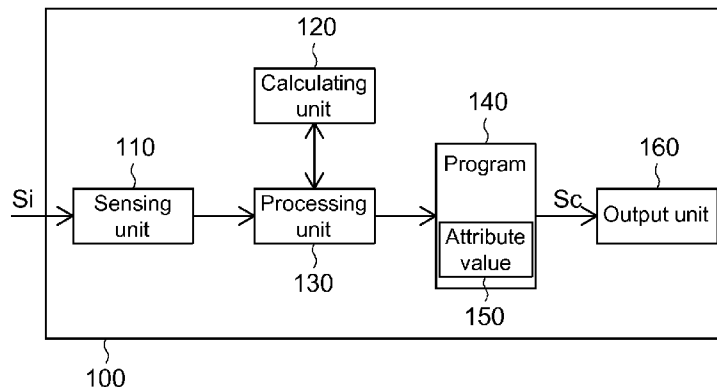 120
Calculating
unit
140
110
160
Program
Si
Sensing
unit
Processing
unit
Sc
Output unit
Attribute
value
130
150
100